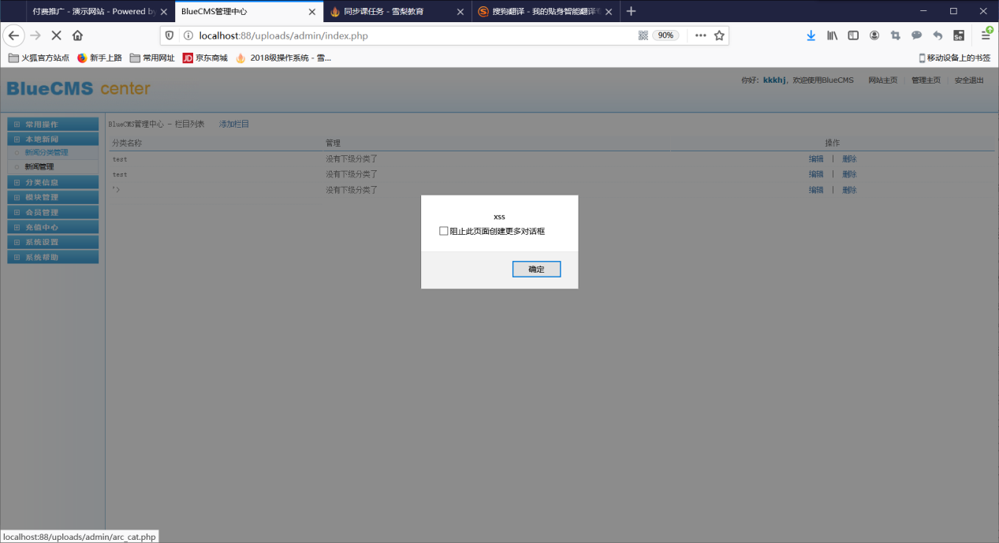 付费推广 - 演示网站 - Powered by
BlueCMS管理中心
同步课任务 - 雪梨教育
搜狗翻译 - 我的贴身智能翻译专
localhost:88/uploads/admin/index.php
90%
火狐官方站点
新手上路
常用网址
JD 京东商城
2018级操作系统 - 雪...
移动设备上的书签
BlueCMS center
你好：kkkhj，欢迎使用BlueCMS
网站主页
管理主页
安全退出
常用操作
本地新闻
新闻分类管理
新闻管理
分类信息
模块管理
会员管理
充值中心
系统设置
系统帮助
BlueCMS管理中心 - 栏目列表 添加栏目
分类名称 管理 操作
test 没有下级分类了 编辑 | 删除
test 没有下级分类了 编辑 | 删除
'> 没有下级分类了 编辑 | 删除
xss
阻止此页面创建更多对话框
确定
localhost:88/uploads/admin/arc_cat.php